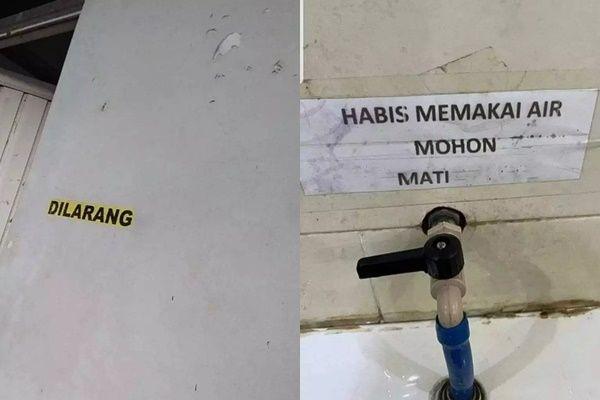 DILARANG
HABIS MEMAKAI AIR
MOHON
MATI